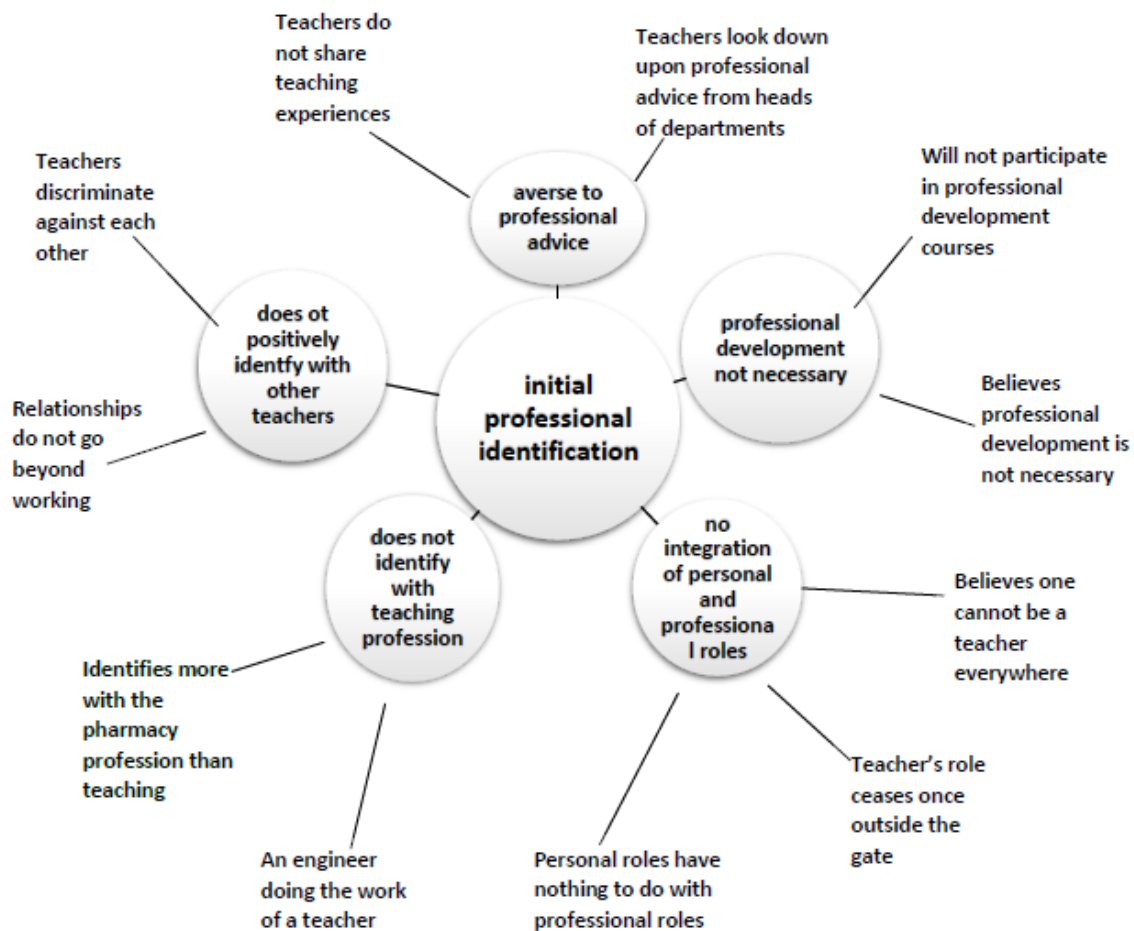 Teachers do
not share
teaching
experiences
Teachers look down
upon professional
advice from heads
of departments
Teachers
discriminate
against each
other
averse to
professional
advice
Will not participate
in professional
development
courses
does ot
positively
identfy with
other
teachers
professional
development
not necessary
initial
professional
identification
Relationships
do not go
beyond
working
Believes
professional
development is
not necessary
does not
identify
with
teaching
profession
no
integration
of personal
and
professiona
l roles
Believes one
cannot be a
teacher
everywhere
Identifies more
with the
pharmacy
profession than
teaching
Teacher's role
ceases once
outside the
gate
An engineer
doing the work
of a teacher
Personal roles have
nothing to do with
professional roles